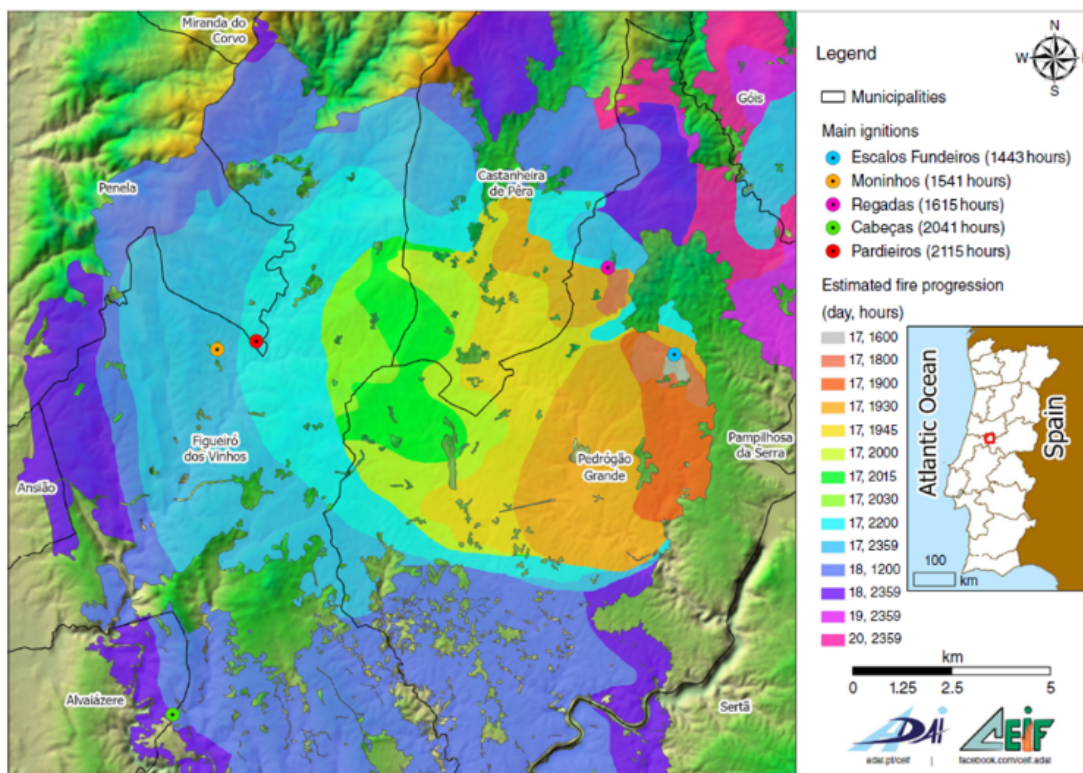 Miranda do
Corvo
Penela
Góis
Castanheira
de Pêra
Figueiró
dos Vinhos
Ansião
Pedrógão
Grande
Pampilhosa
da Serra
Alvaiázere
Sertã
Legend
N
W
S
Municipalities
Main ignitions
Escalos Fundeiros (1443 hours)
Moninhos (1541 hours)
Regadas (1615 hours)
Cabeças (2041 hours)
Pardieiros (2115 hours)
Estimated fire progression
(day, hours)
17, 1600
17, 1800
17, 1900
17, 1930
17, 1945
17, 2000
17, 2015
17, 2030
17, 2200
17, 2359
18, 1200
18, 2359
19, 2359
20, 2359
Atlantic Ocean
Spain
100
km
km
0 1.25 2.5 5
ADAI
adai.pt/ceif
CEIF
facebook.com/ceif.adai